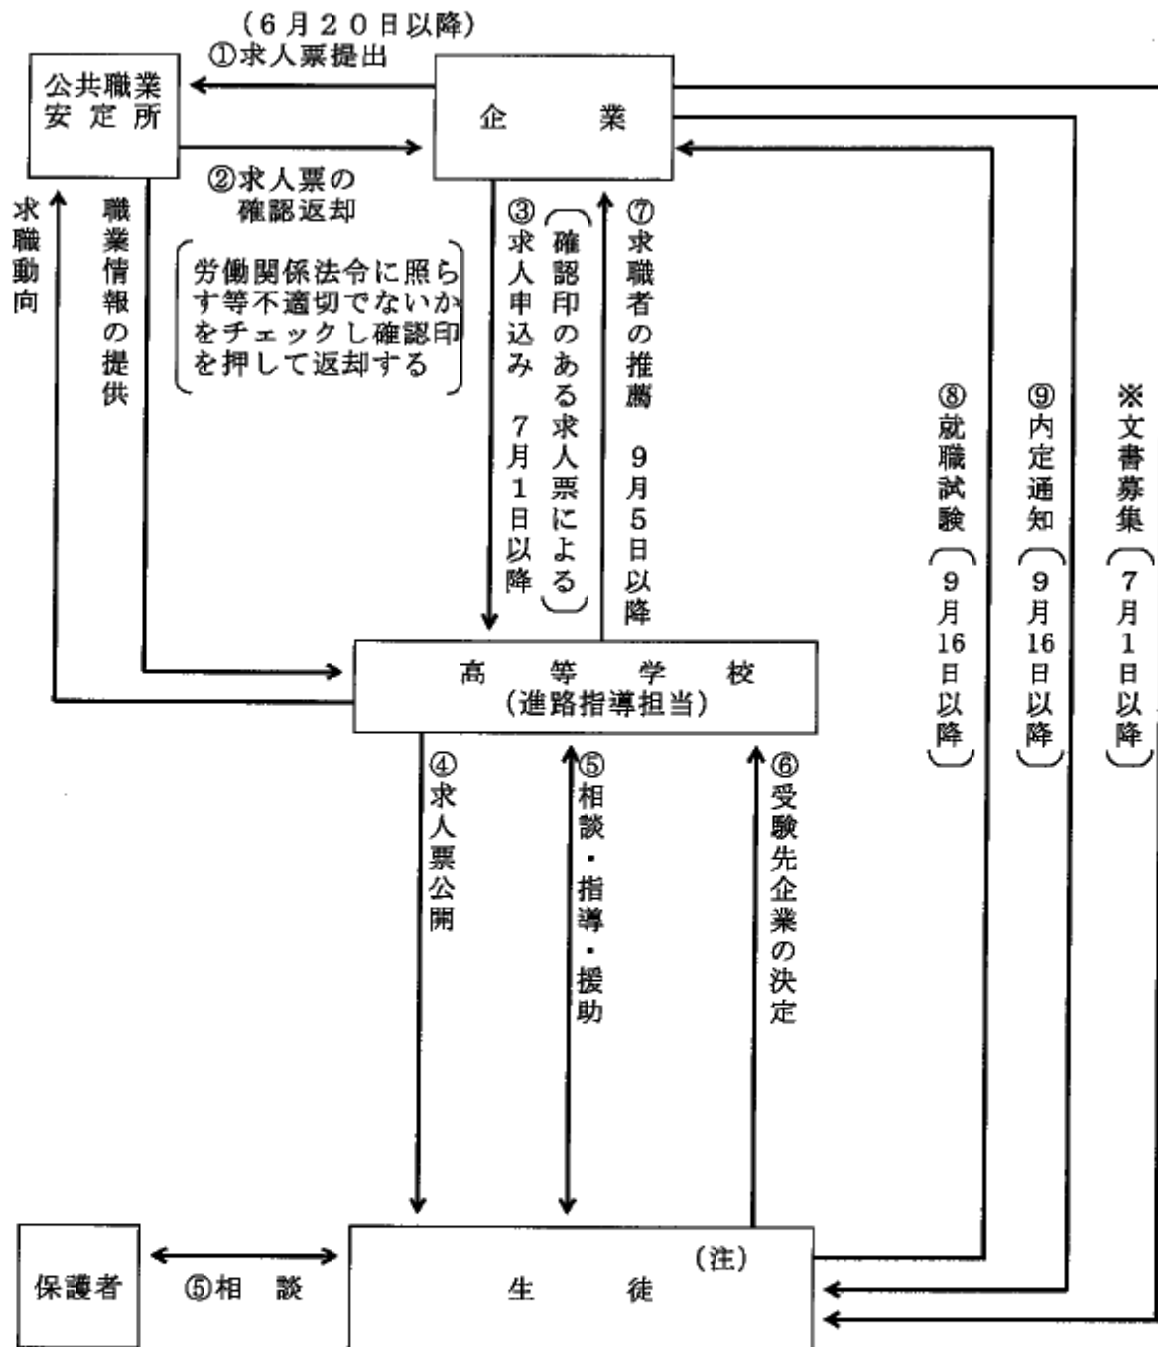 (6月20日以降)
①求人票提出
公共職業
安定所
企業
②求人票の
確認返却
労働関係法令に照ら
す等不適切でないか
をチェックし確認印
を押して返却する
求職動向
職業情報の提供
③求人申込み 7月1日以降
(確認印のある求人票による)
⑦求職者の推薦 9月5日以降
⑧就職試験(9月16日以降)
⑨内定通知(9月16日以降)
※文書募集(7月1日以降)
高等学校
(進路指導担当)
④求人票公開
⑤相談・指導・援助
⑥受験先企業の決定
保護者
⑤相談
(注)
生徒